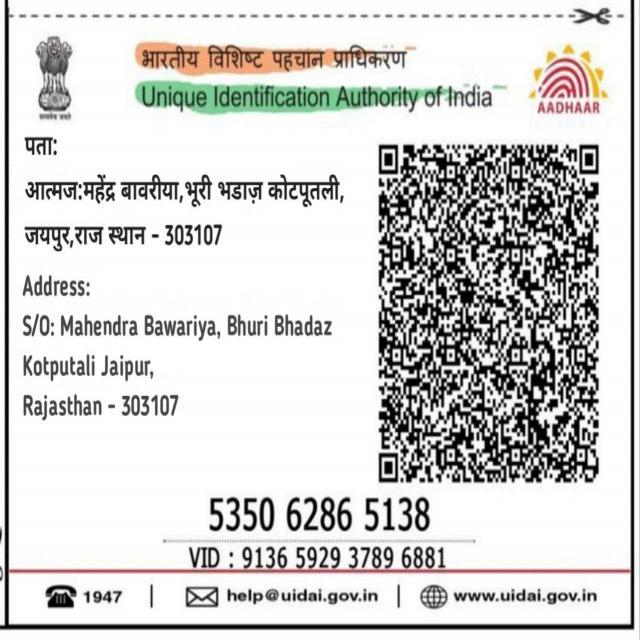 भारतीय विशिष्ट पहचान प्राधिकरण
Unique Identification Authority of India
सत्यमेव जयते
AADHAAR
पता:
आत्मज:महेंद्र बावरीया,भूरी भडाज़ कोटपूतली,
जयपुर,राज स्थान - 303107
Address:
S/O: Mahendra Bawariya, Bhuri Bhadaz
Kotputali Jaipur,
Rajasthan - 303107
5350 6286 5138
VID : 9136 5929 3789 6881
1947 | help@uidai.gov.in | www.uidai.gov.in